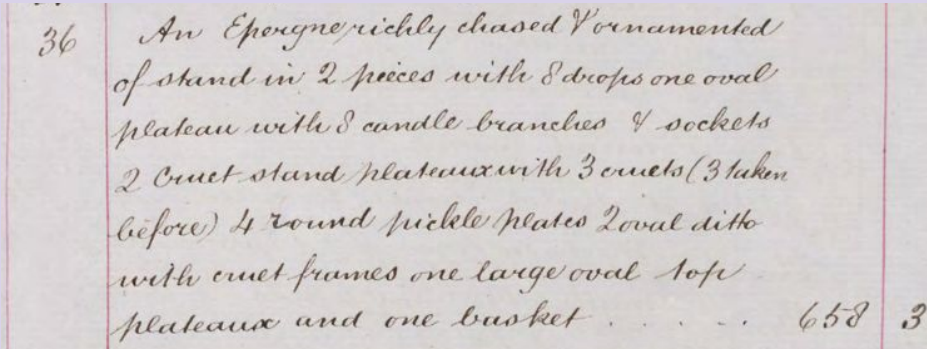 36 An Epergne richly chased & ornamented
of stand in 2 pieces with 8 drops one oval
plateau with 8 candle branches & sockets
2 Cruet stand plateaux with 3 cruets (3 taken
before) 4 round pickle plates 2 oval ditto
with cruet frames one large oval top
plateaux and one basket . . . . . 658 3